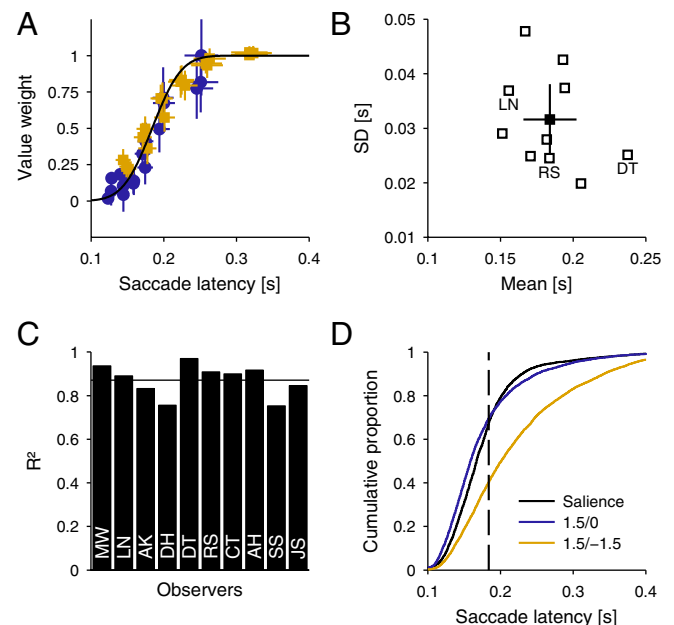 A
Value weight
1
0.75
0.5
0.25
0
0.1
0.2
0.3
0.4
Saccade latency [s]
B
SD [s]
0.05
0.04
0.03
0.02
0.01
LN
RS
DT
0.1
0.15
0.2
0.25
Mean [s]
C
R²
1
0.8
0.6
0.4
0.2
0
MW
LN
AK
DH
DT
RS
CT
AH
SS
JS
Observers
D
Cumulative proportion
1
0.8
0.6
0.4
0.2
0
Salience
1.5/0
1.5/−1.5
0.1
0.2
0.3
0.4
Saccade latency [s]